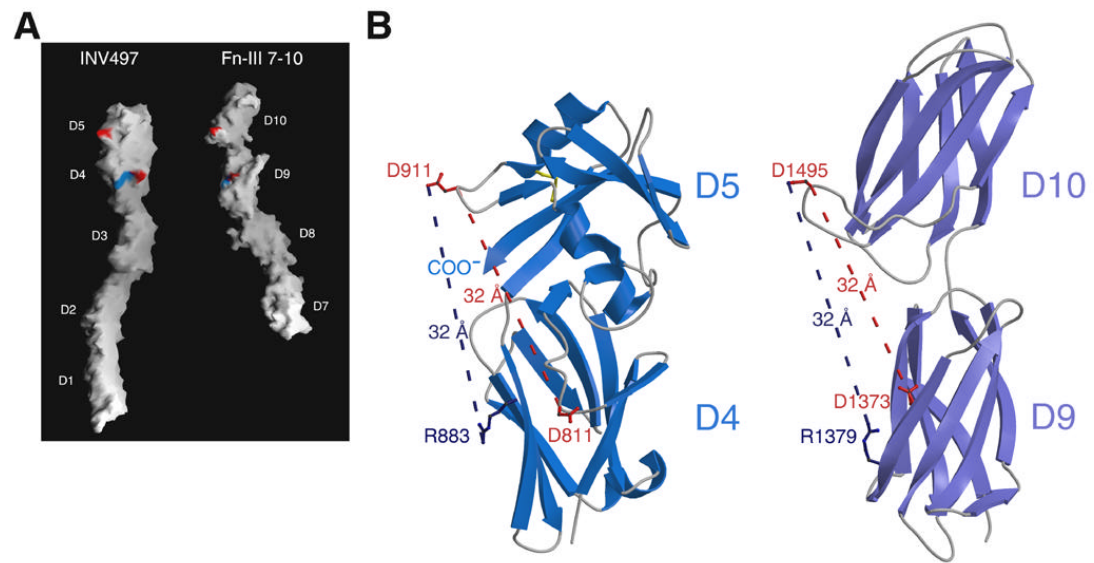 A
INV497
Fn-III 7-10
D5
D4
D3
D2
D1
D10
D9
D8
D7
B
D911
D5
COO⁻
32 Å
32 Å
R883
D811
D4
D1495
D10
32 Å
32 Å
D1373
R1379
D9